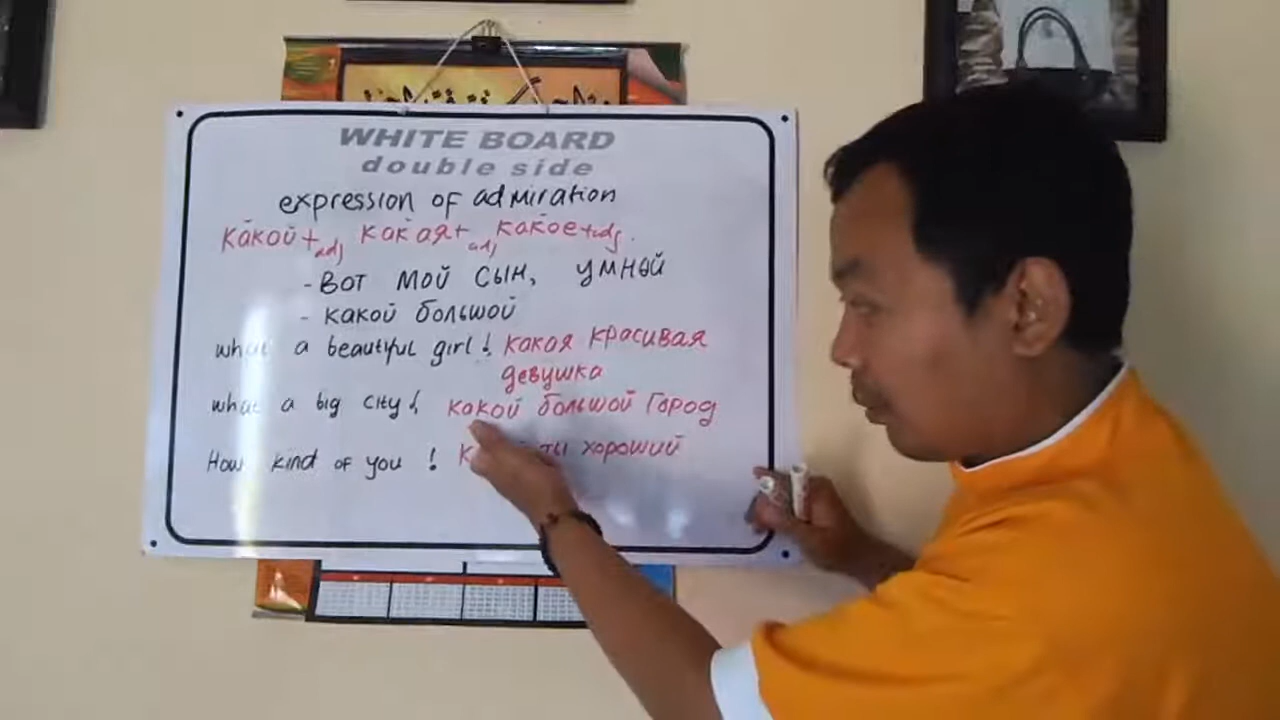 WHITE BOARD
double side
expression of admiration
Какой + adj Какая + adj Какое + adj.
- Вот мой сын, умнөй
- какой большой
what a beautiful girl! какая красивая
девушка
what a big city! какой большой Город
How kind of you! ты хороший